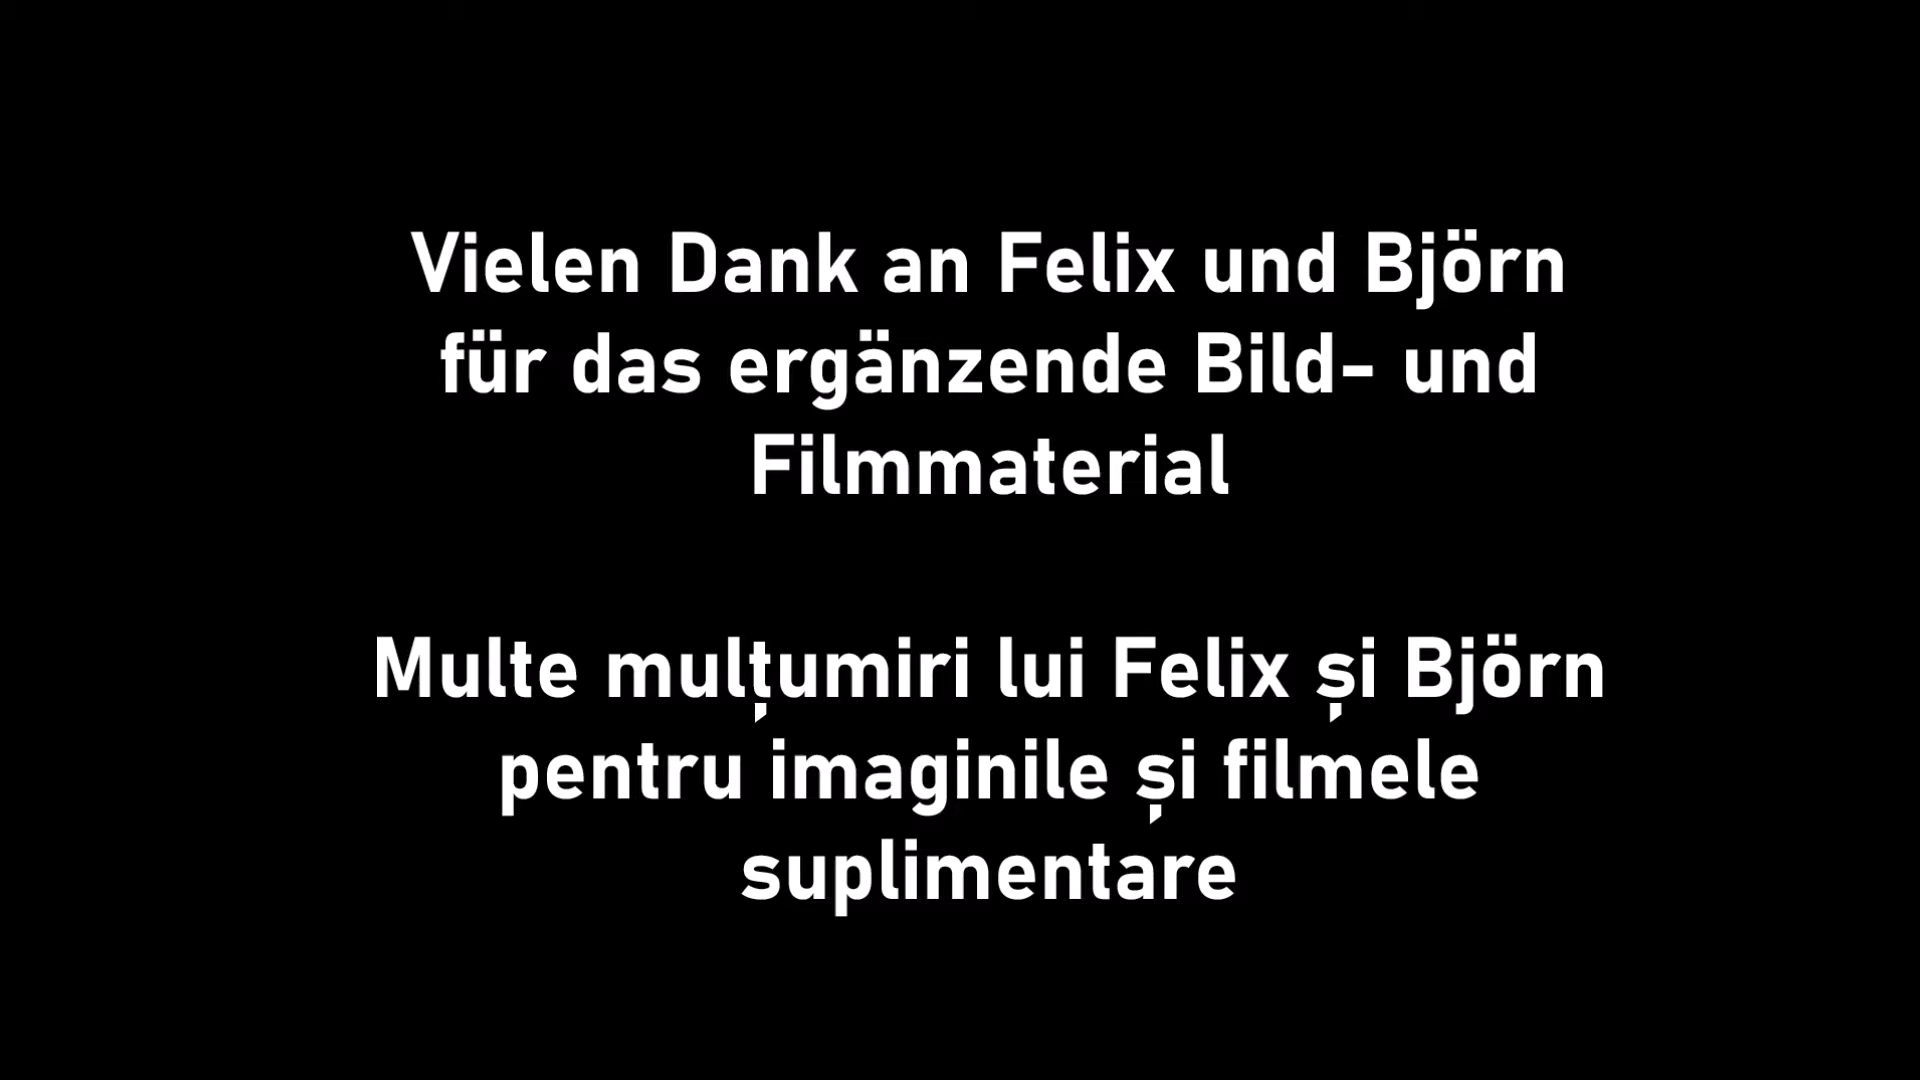 Vielen Dank an Felix und Björn
für das ergänzende Bild- und
Filmmaterial
Multe mulțumiri lui Felix și Björn
pentru imaginile și filmele
suplimentare